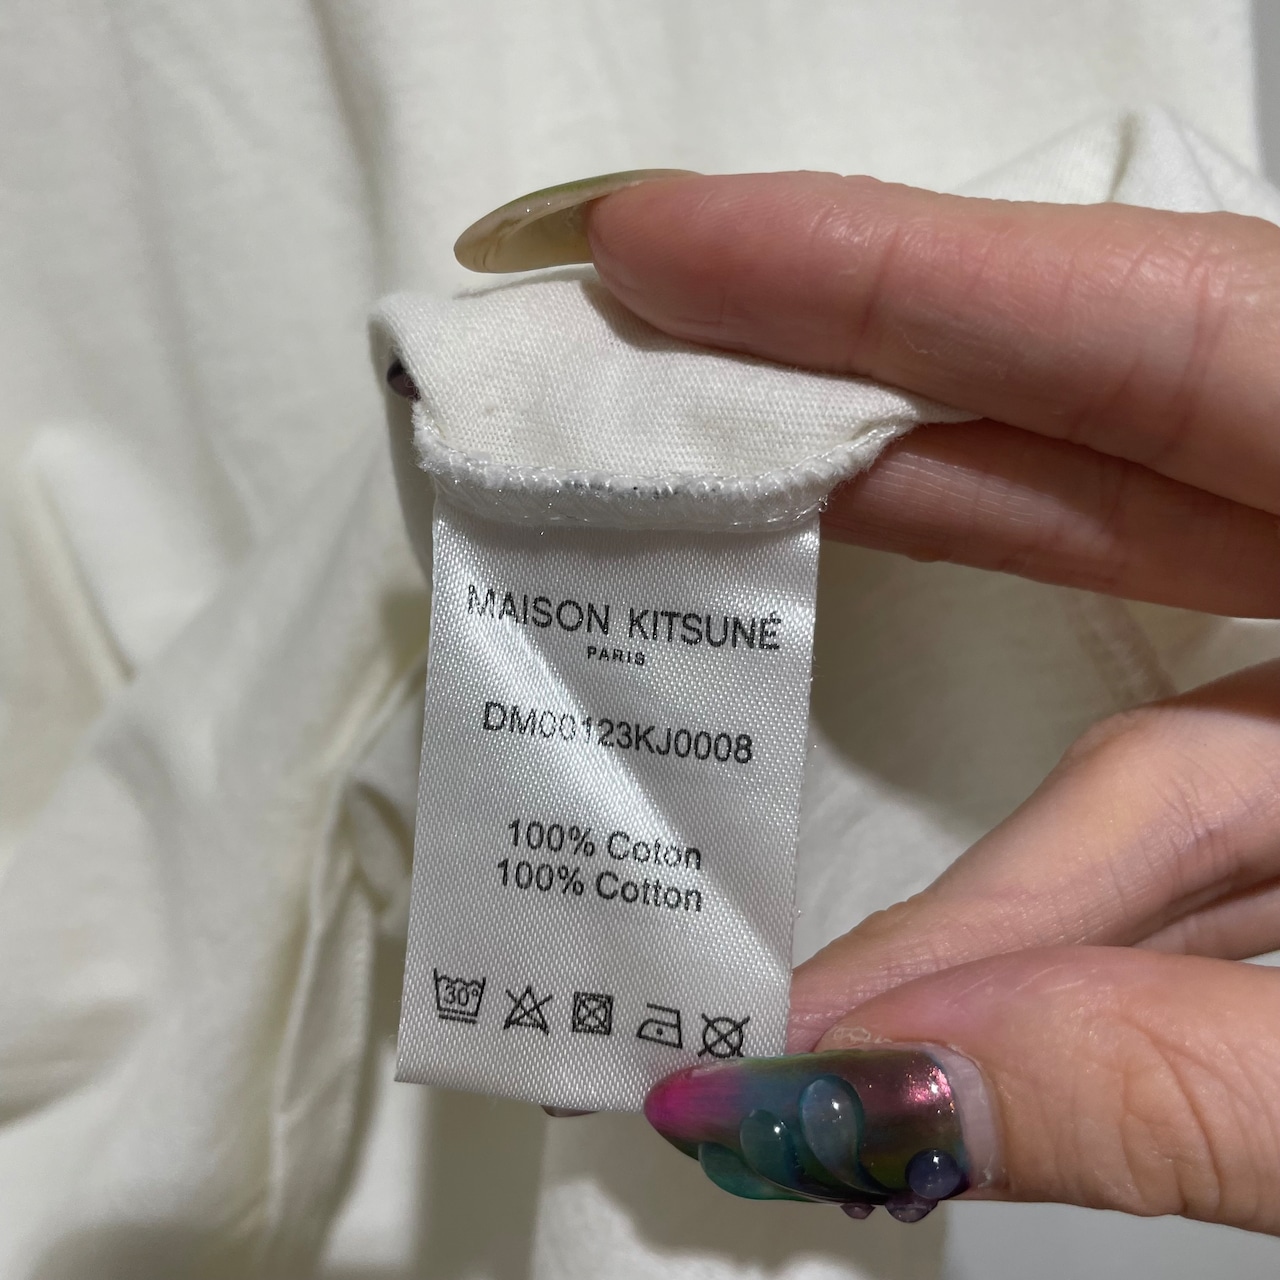 MAISON KITSUNÉ
PARIS
DM00123KJ0008
100% Coton
100% Cotton
30°